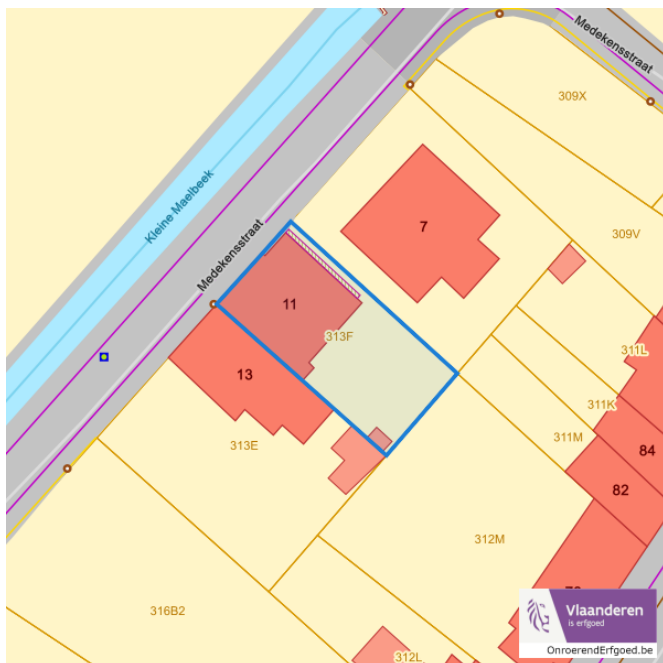 Medekensstraat
309X
Kleine Maelbeek
7
Medekensstraat
309V
11
313F
311L
13
311K
313E
311M
84
82
312M
316B2
312L
Vlaanderen
is erfgoed
OnroerendErfgoed.be